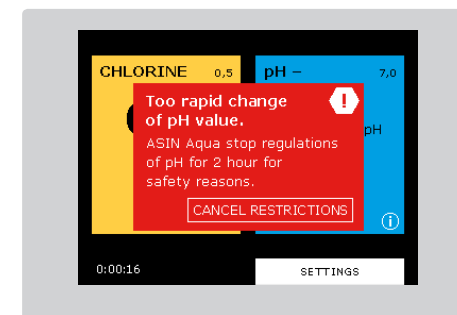 CHLORINE 0,5 pH – 7,0
Too rapid change
of pH value.
!
pH
ASIN Aqua stop regulations
of pH for 2 hour for
safety reasons.
CANCEL RESTRICTIONS
i
0:00:16 SETTINGS